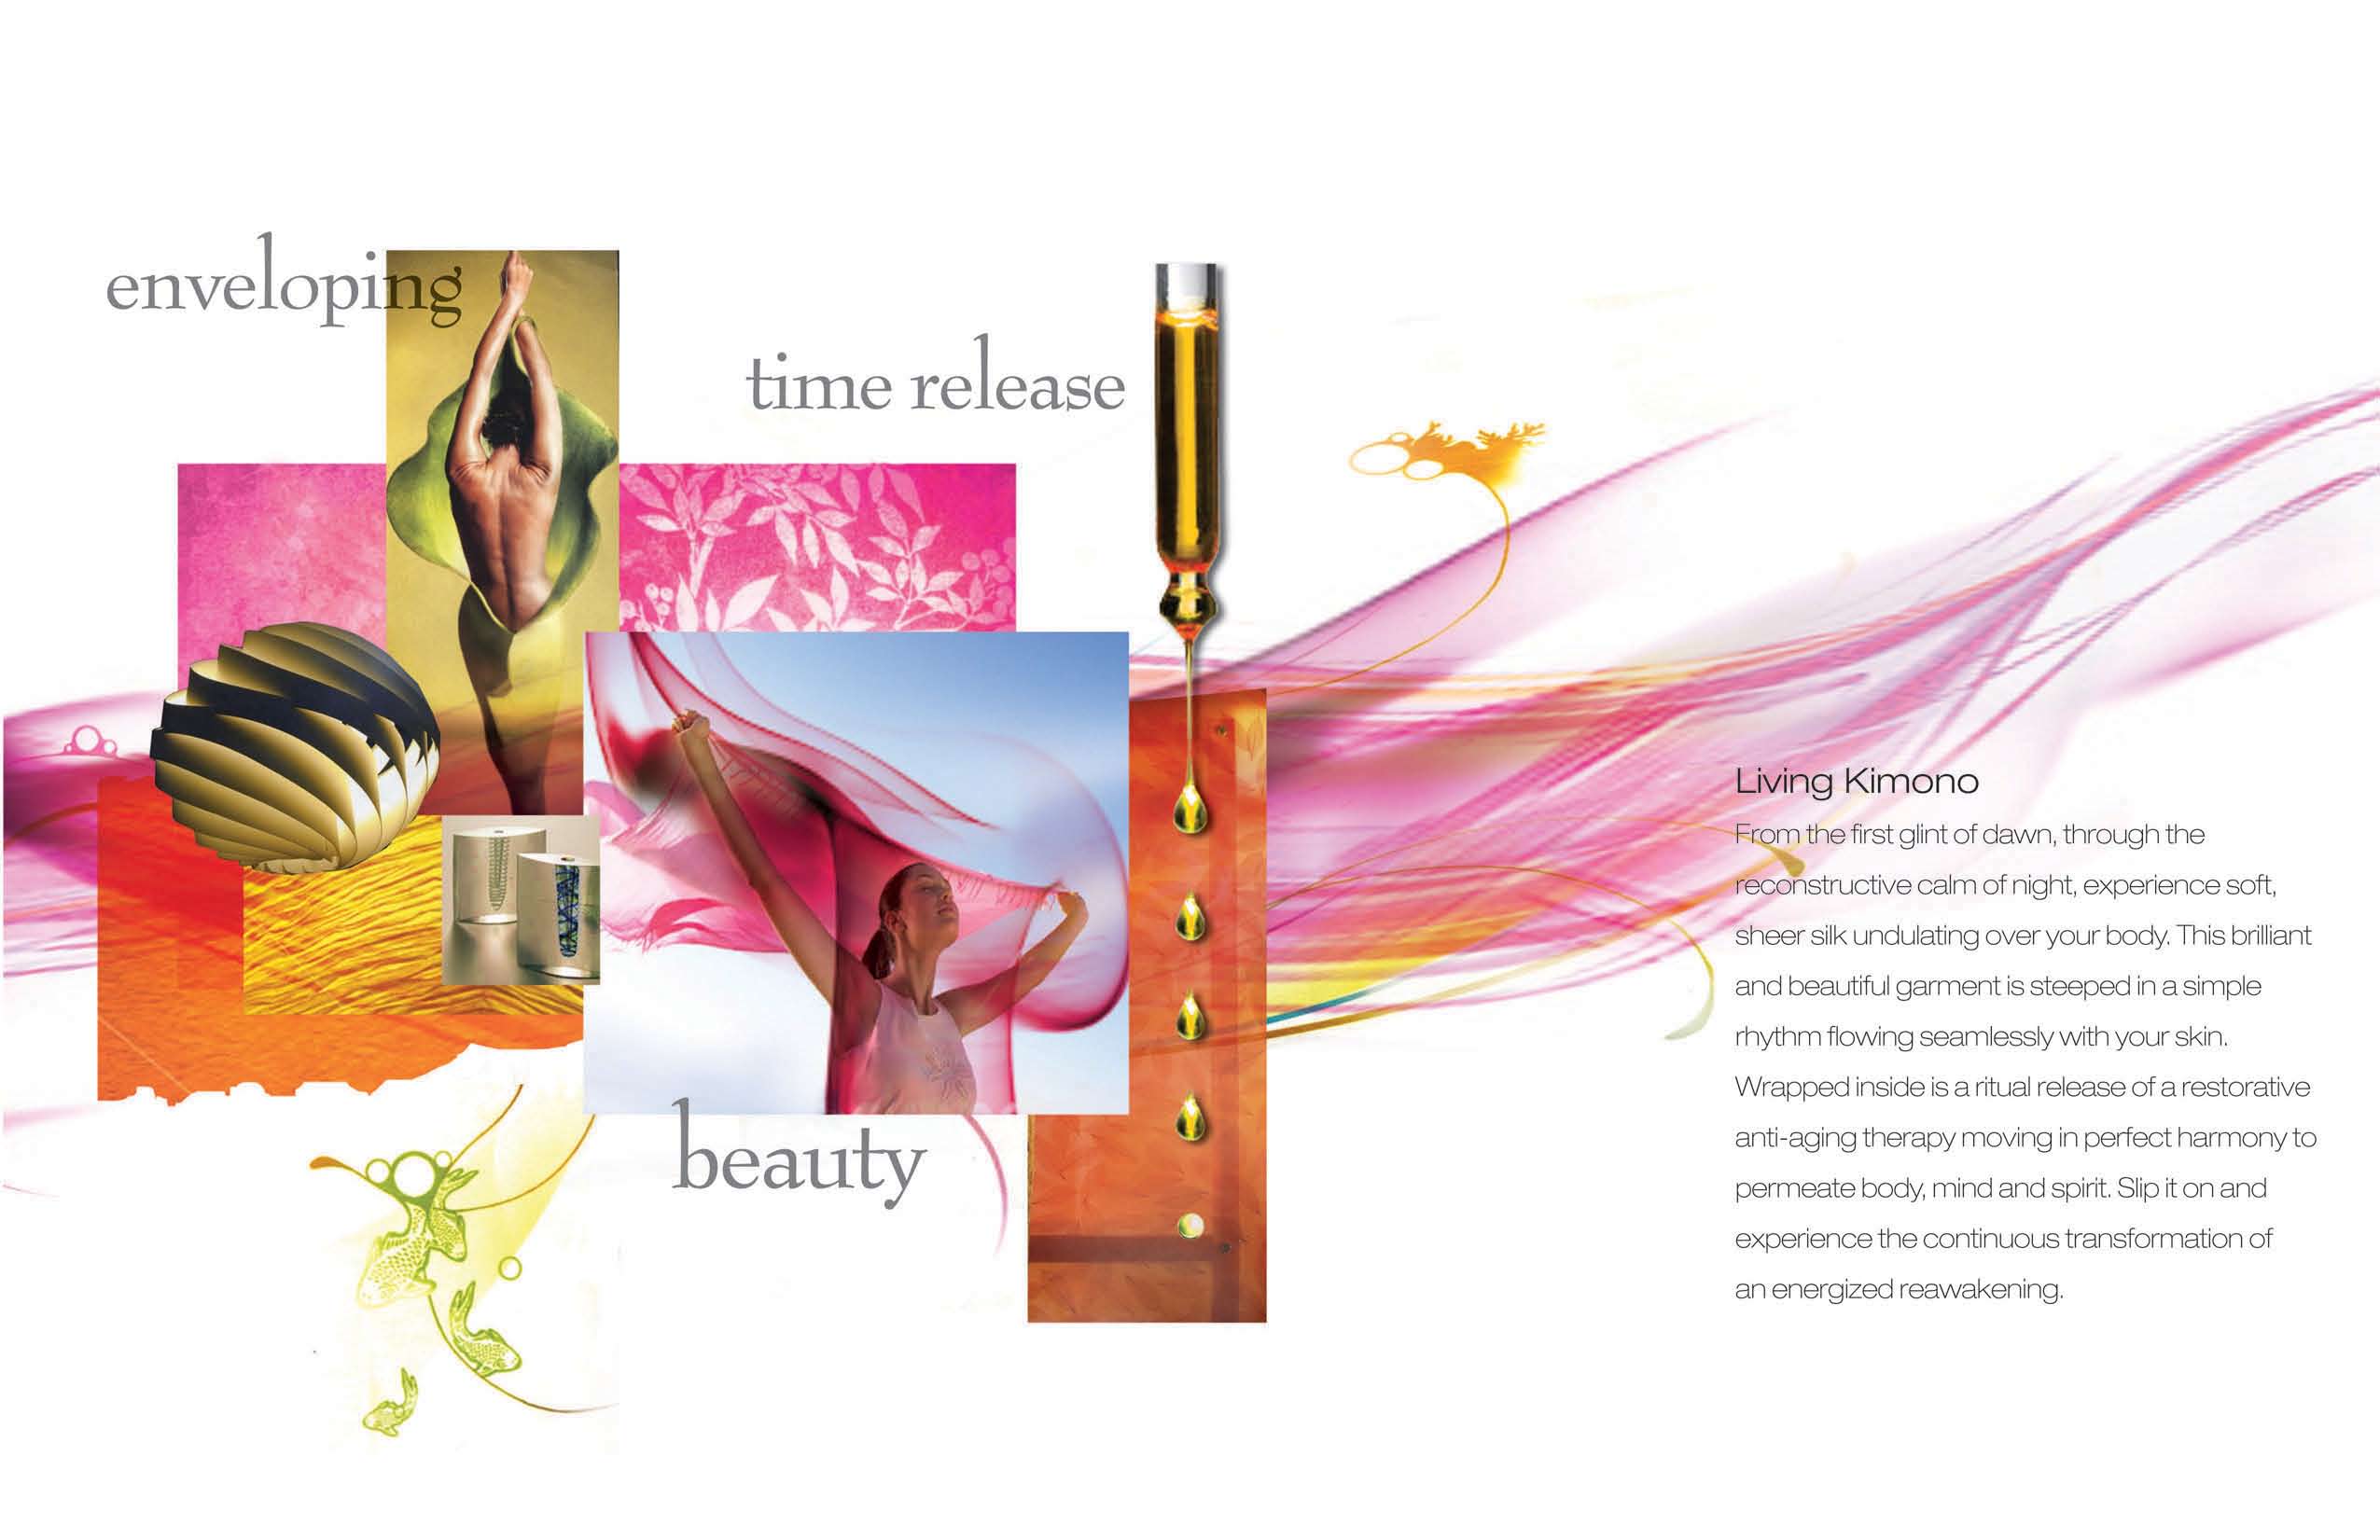 enveloping
time release
beauty
Living Kimono
From the first glint of dawn, through the
reconstructive calm of night, experience soft,
sheer silk undulating over your body. This brilliant
and beautiful garment is steeped in a simple
rhythm flowing seamlessly with your skin.
Wrapped inside is a ritual release of a restorative
anti-aging therapy moving in perfect harmony to
permeate body, mind and spirit. Slip it on and
experience the continuous transformation of
an energized reawakening.